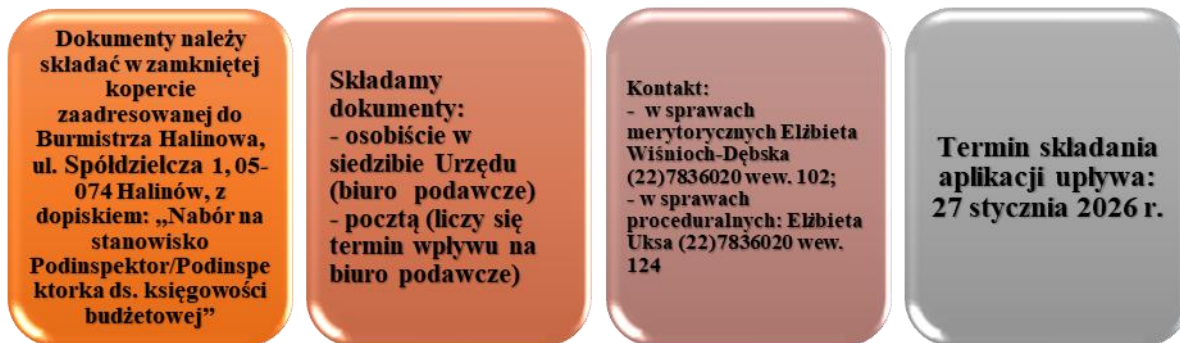 Dokumenty należy
składać w zamkniętej
kopercie
zaadresowanej do
Burmistrza Halinowa,
ul. Spółdzielcza 1, 05-
074 Halinów, z
dopiskiem: „Nabór na
stanowisko
Podinspektor/Podinspe
ktorka ds. księgowości
budżetowej”
Składamy
dokumenty:
- osobiście w
siedzibie Urzędu
(biuro podawcze)
- pocztą (liczy się
termin wpływu na
biuro podawcze)
Kontakt:
- w sprawach
merytorycznych Elżbieta
Wiśnioch-Dębska
(22)7836020 wew. 102;
- w sprawach
proceduralnych: Elżbieta
Uksa (22)7836020 wew.
124
Termin składania
aplikacji upływa:
27 stycznia 2026 r.